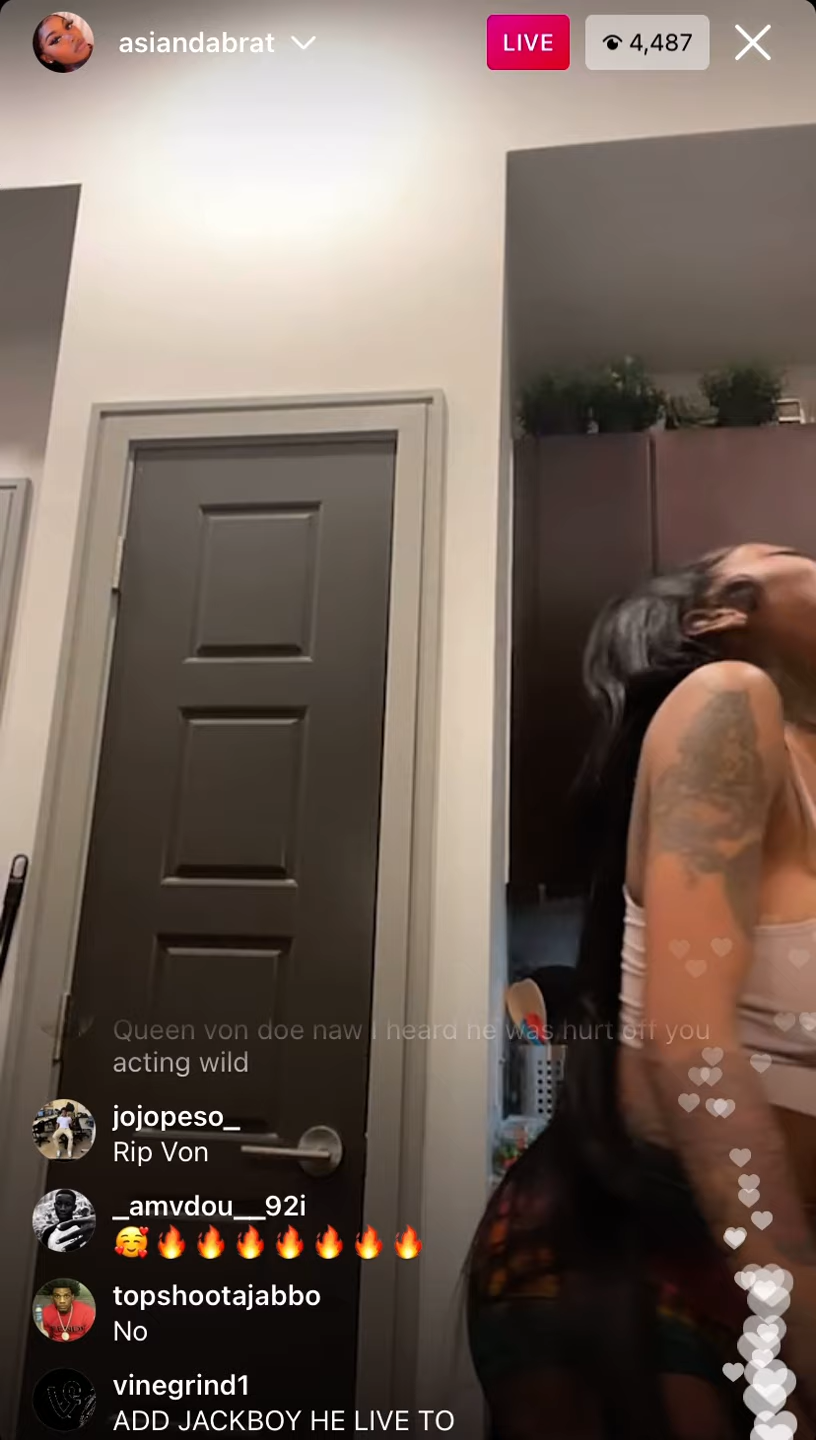 asiandabrat
LIVE
4,487
Queen von doe naw I heard he was hurt off you
acting wild
jojopeso_
Rip Von
_amvdou__92i
🥰🔥🔥🔥🔥🔥🔥🔥
topshootajabbo
No
vinegrind1
ADD JACKBOY HE LIVE TO